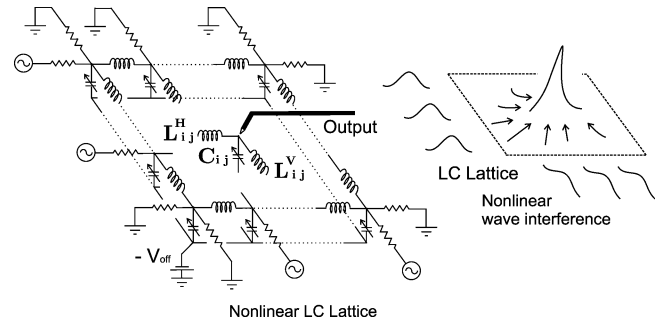 L^H_ij
Output
C_ij
L^V_ij
LC Lattice
Nonlinear
wave interference
- V_off
Nonlinear LC Lattice